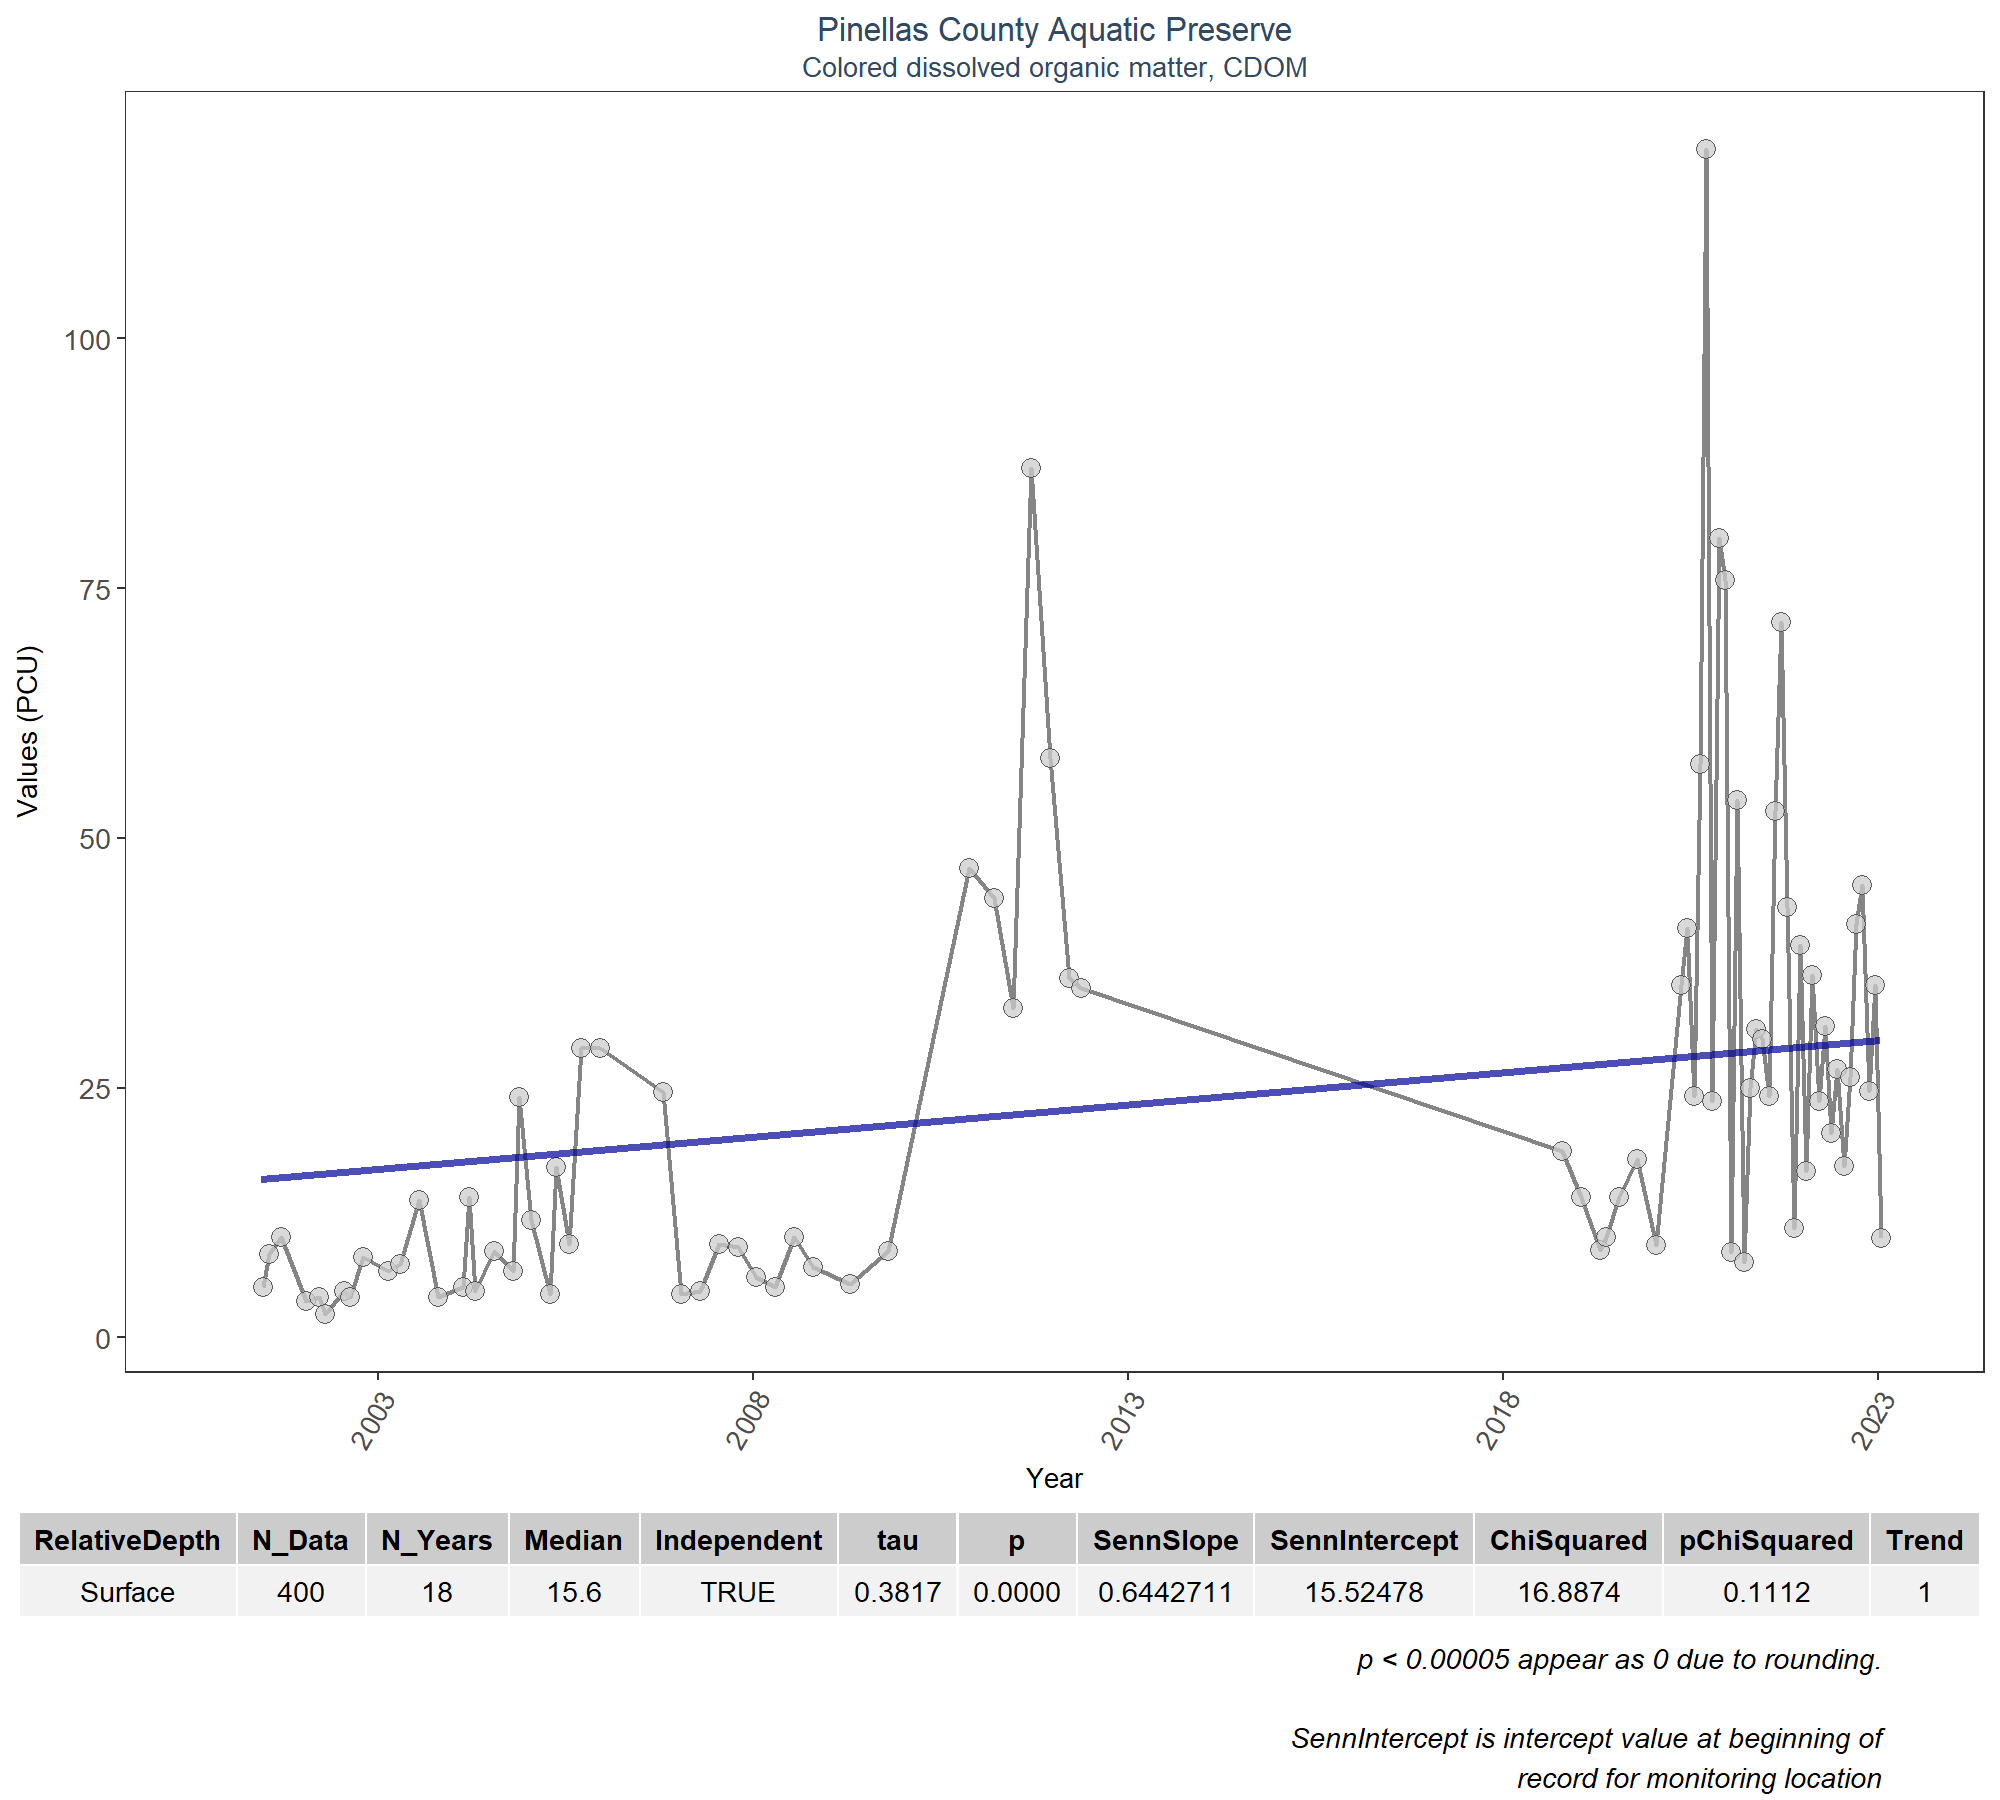 Pinellas County Aquatic Preserve
Colored dissolved organic matter, CDOM
Values (PCU)
100
75
50
25
0
2003 2008 2013 2018 2023
Year
RelativeDepth N_Data N_Years Median Independent tau p SennSlope SennIntercept ChiSquared pChiSquared Trend
Surface 400 18 15.6 TRUE 0.3817 0.0000 0.6442711 15.52478 16.8874 0.1112 1
p < 0.00005 appear as 0 due to rounding.
SennIntercept is intercept value at beginning of
record for monitoring location